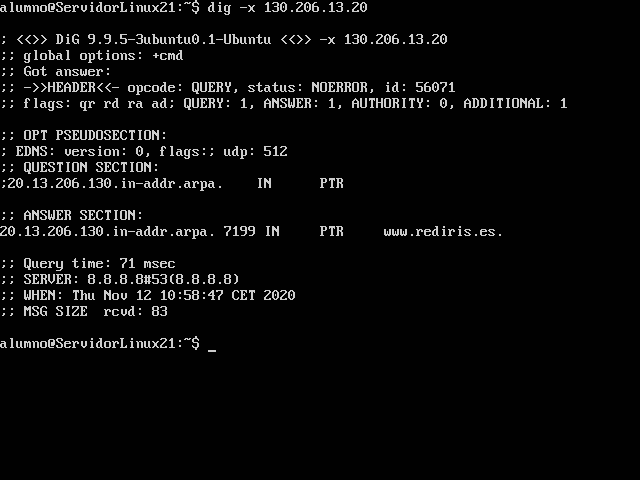 alumno@ServidorLinux21:~$ dig -x 130.206.13.20
; <<>> DiG 9.9.5-3ubuntu0.1-Ubuntu <<>> -x 130.206.13.20
;; global options: +cmd
;; Got answer:
;; ->>HEADER<<- opcode: QUERY, status: NOERROR, id: 56071
;; flags: qr rd ra ad; QUERY: 1, ANSWER: 1, AUTHORITY: 0, ADDITIONAL: 1
;; OPT PSEUDOSECTION:
; EDNS: version: 0, flags:; udp: 512
;; QUESTION SECTION:
;20.13.206.130.in-addr.arpa. IN PTR
;; ANSWER SECTION:
20.13.206.130.in-addr.arpa. 7199 IN PTR www.rediris.es.
;; Query time: 71 msec
;; SERVER: 8.8.8.8#53(8.8.8.8)
;; WHEN: Thu Nov 12 10:58:47 CET 2020
;; MSG SIZE rcvd: 83
alumno@ServidorLinux21:~$ _